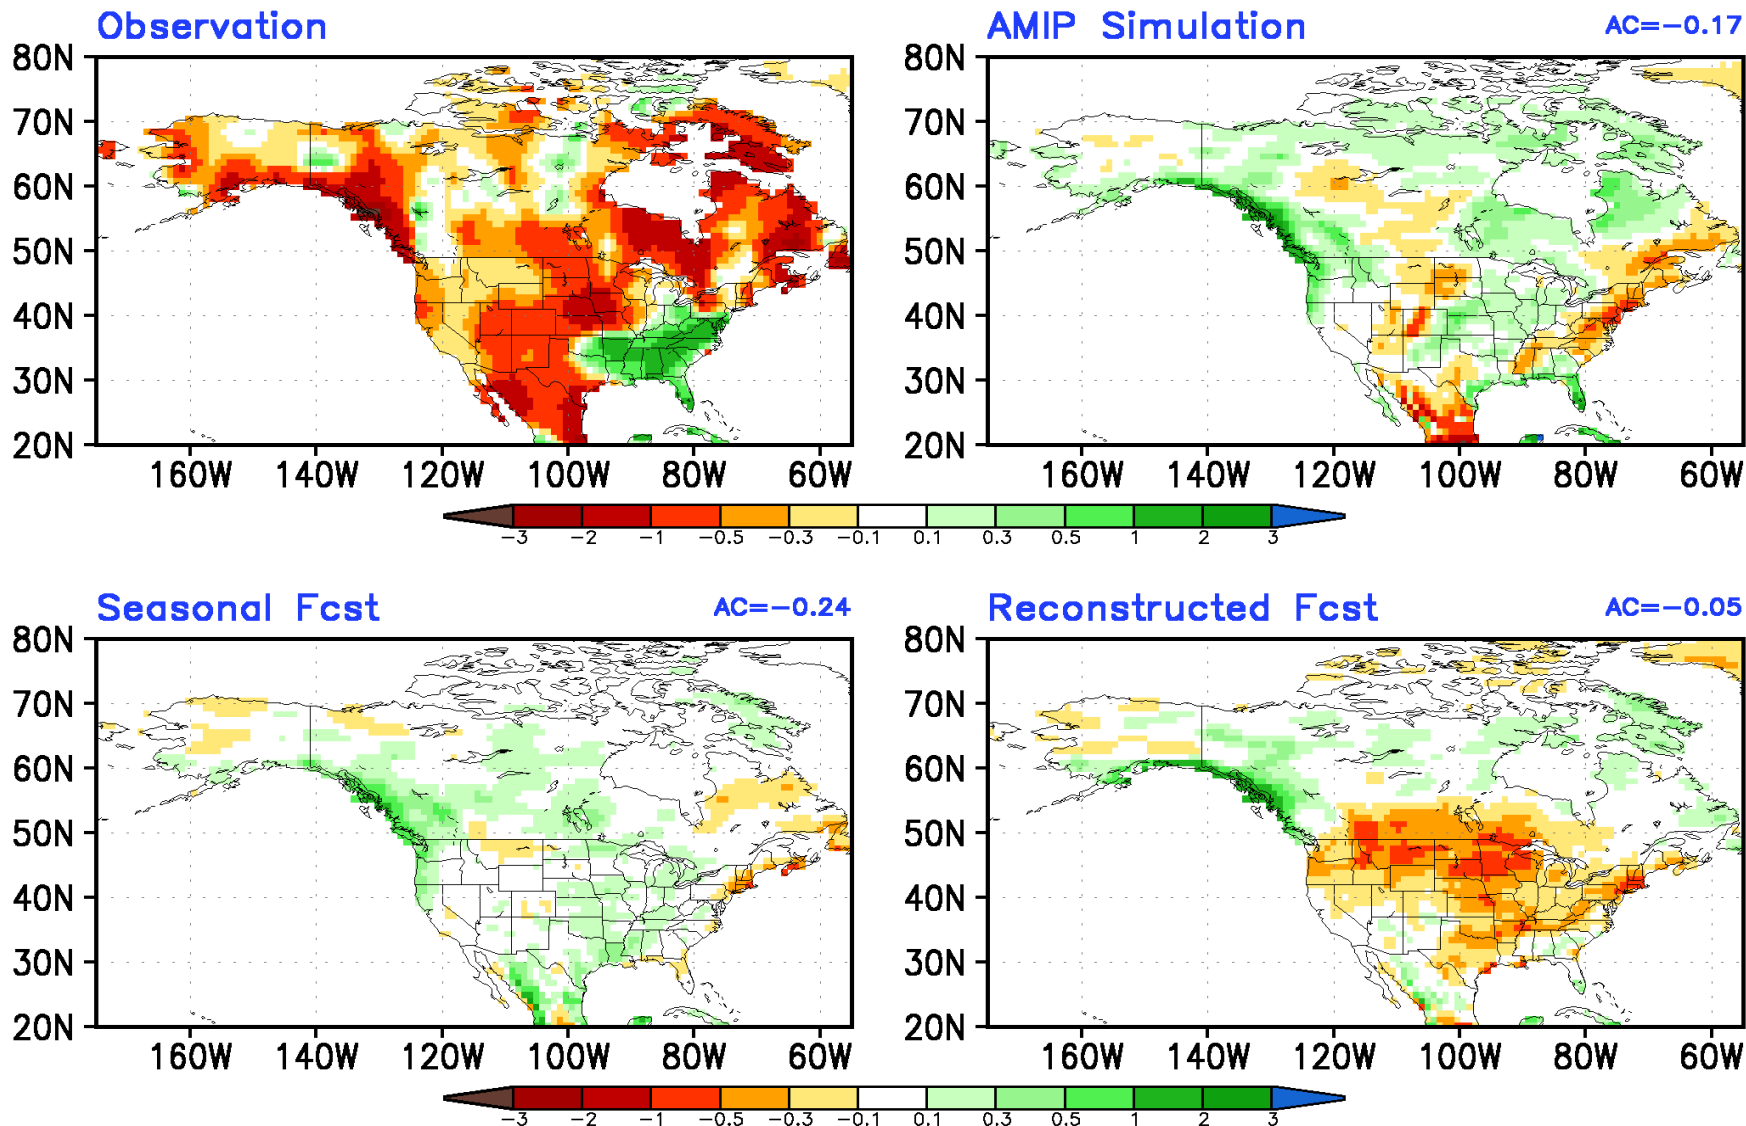 Observation
AMIP Simulation AC=-0.17
80N 80N
70N 70N
60N 60N
50N 50N
40N 40N
30N 30N
20N 20N
160W 140W 120W 100W 80W 60W 160W 140W 120W 100W 80W 60W
-3 -2 -1 -0.5 -0.3 -0.1 0.1 0.3 0.5 1 2 3
Seasonal Fcst AC=-0.24
Reconstructed Fcst AC=-0.05
80N 80N
70N 70N
60N 60N
50N 50N
40N 40N
30N 30N
20N 20N
160W 140W 120W 100W 80W 60W 160W 140W 120W 100W 80W 60W
-3 -2 -1 -0.5 -0.3 -0.1 0.1 0.3 0.5 1 2 3